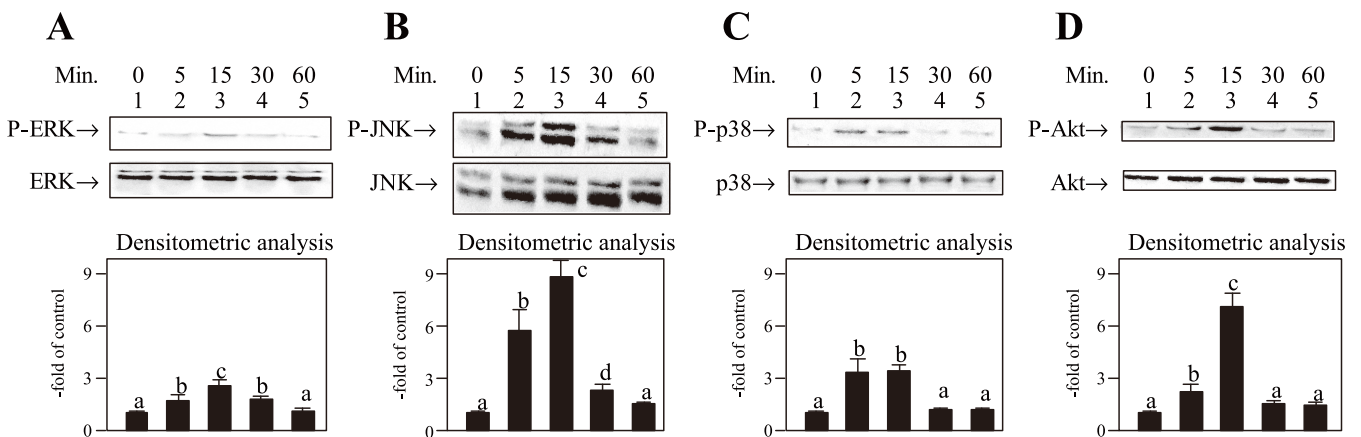 A
Min. 0 5 15 30 60
1 2 3 4 5
P-ERK→
ERK→
Densitometric analysis
-fold of control
9
6
3
0
a b c b a
B
0 5 15 30 60
1 2 3 4 5
P-JNK→
JNK→
Densitometric analysis
9
6
3
0
a b c d a
C
Min. 0 5 15 30 60
1 2 3 4 5
P-p38→
p38→
Densitometric analysis
-fold of control
9
6
3
0
a b b a a
D
Min. 0 5 15 30 60
1 2 3 4 5
P-Akt→
Akt→
Densitometric analysis
-fold of control
9
6
3
0
a b c a a